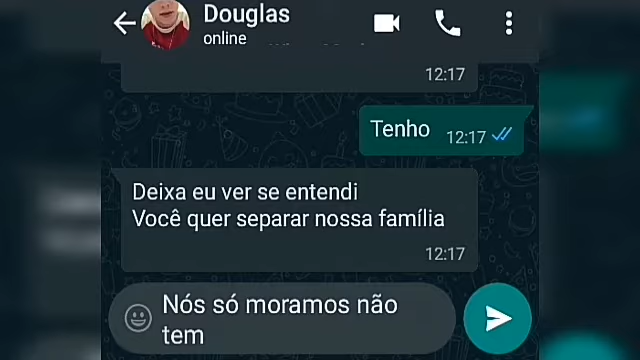 Douglas
online
12:17
Tenho 12:17
Deixa eu ver se entendi
Você quer separar nossa família
12:17
Nós só moramos não
tem